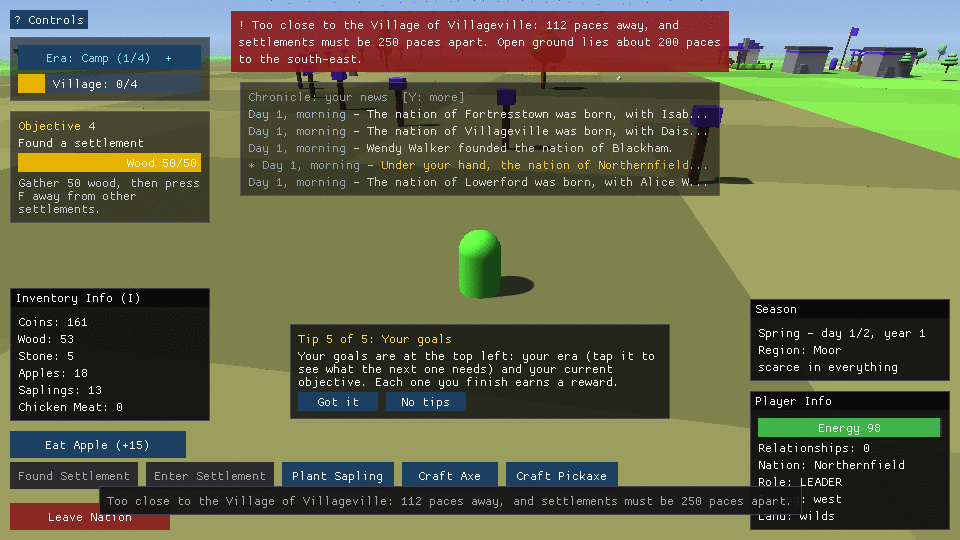 ? Controls
! Too close to the Village of Villageville: 112 paces away, and
settlements must be 250 paces apart. Open ground lies about 200 paces
to the south-east.
Era: Camp (1/4) +
Village: 0/4
Chronicle: your news [Y: more]
Day 1, morning - The nation of Fortresstown was born, with Isab...
Day 1, morning - The nation of Villageville was born, with Dais...
Day 1, morning - Wendy Walker founded the nation of Blackham.
* Day 1, morning - Under your hand, the nation of Northernfield...
Day 1, morning - The nation of Lowerford was born, with Alice W...
Objective 4
Found a settlement
Wood 50/50
Gather 50 wood, then press
F away from other
settlements.
Inventory Info (I)
Coins: 161
Wood: 53
Stone: 5
Apples: 18
Saplings: 13
Chicken Meat: 0
Tip 5 of 5: Your goals
Your goals are at the top left: your era (tap it to
see what the next one needs) and your current
objective. Each one you finish earns a reward.
Got it
No tips
Season
Spring - day 1/2, year 1
Region: Moor
scarce in everything
Player Info
Energy 98
Relationships: 0
Nation: Northernfield
Role: LEADER
west
Land: wilds
Eat Apple (+15)
Found Settlement
Enter Settlement
Plant Sapling
Craft Axe
Craft Pickaxe
Too close to the Village of Villageville: 112 paces away, and settlements must be 250 paces apart.
Leave Nation